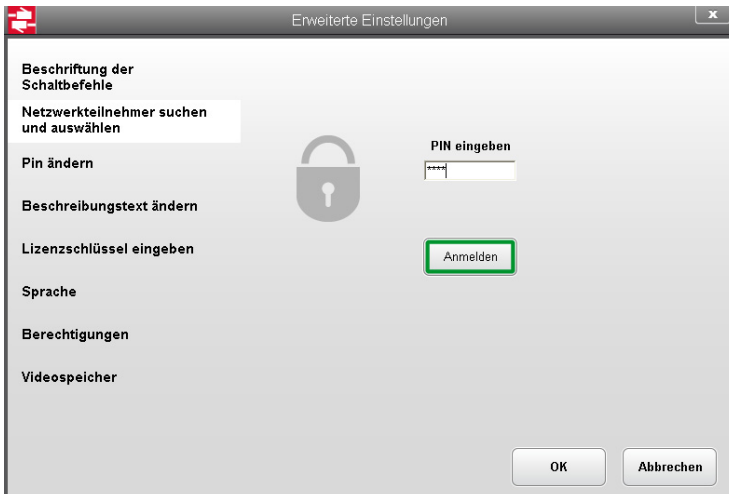 Erweiterte Einstellungen
x
Beschriftung der
Schaltbefehle
Netzwerkteilnehmer suchen
und auswählen
Pin ändern
Beschreibungstext ändern
Lizenzschlüssel eingeben
Sprache
Berechtigungen
Videospeicher
PIN eingeben
****
Anmelden
OK
Abbrechen